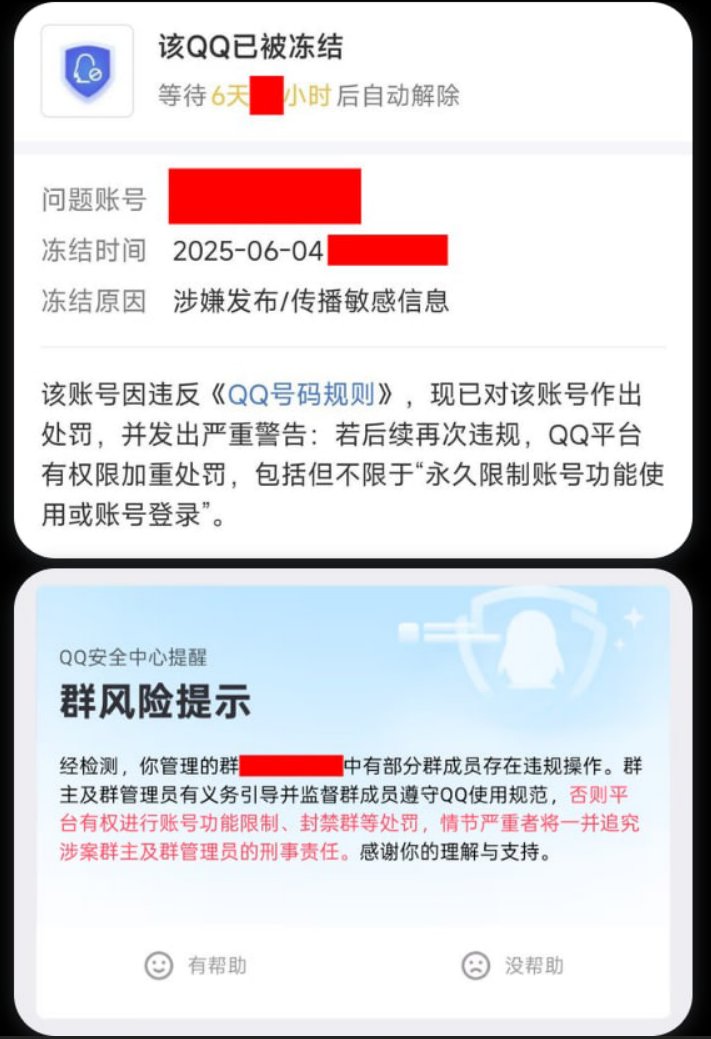 该QQ已被冻结
等待6天 小时后自动解除
问题账号
冻结时间 2025-06-04
冻结原因 涉嫌发布/传播敏感信息
该账号因违反《QQ号码规则》，现已对该账号作出
处罚，并发出严重警告：若后续再次违规，QQ平台
有权限加重处罚，包括但不限于“永久限制账号功能使
用或账号登录”。
QQ安全中心提醒
群风险提示
经检测，你管理的群 中有部分群成员存在违规操作。群
主及群管理员有义务引导并监督群成员遵守QQ使用规范，否则平
台有权进行账号功能限制、封禁群等处罚，情节严重者将一并追究
涉案群主及群管理员的刑事责任。感谢你的理解与支持。
有帮助 没帮助